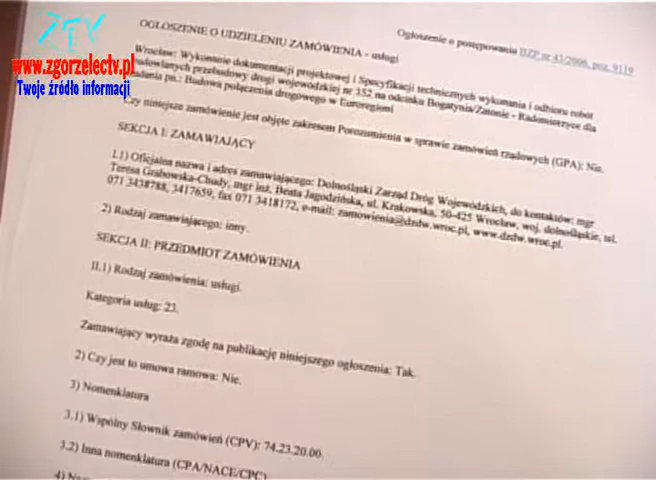 ZTV
www.zgorzelectv.pl
Twoje źródło informacji
Ogłoszenie o postępowaniu BZP nr 43/2006, poz. 9119
OGŁOSZENIE O UDZIELENIU ZAMÓWIENIA - usługi
Wrocław: Wykonanie dokumentacji projektowej i Specyfikacji technicznych wykonania i odbioru robót
budowlanych przebudowy drogi wojewódzkiej nr 352 na odcinku Bogatynia/Zatonie - Radomierzyce dla
zadania pn.: Budowa połączenia drogowego w Euroregionie
Czy niniejsze zamówienie jest objęte zakresem Porozumienia w sprawie zamówień rządowych (GPA): Nie.
SEKCJA I: ZAMAWIAJĄCY
I.1) Oficjalna nazwa i adres zamawiającego: Dolnośląski Zarząd Dróg Wojewódzkich, do kontaktów: mgr
Teresa Grabowska-Chudy, mgr inż. Beata Jagodzińska, ul. Krakowska, 50-425 Wrocław, woj. dolnośląskie, tel.
071 3438788, 3417659, fax 071 3418172, e-mail: zamowienia@dzdw.wroc.pl, www.dzdw.wroc.pl.
2) Rodzaj zamawiającego: inny.
SEKCJA II: PRZEDMIOT ZAMÓWIENIA
II.1) Rodzaj zamówienia: usługi.
Kategoria usług: 23.
Zamawiający wyraża zgodę na publikację niniejszego ogłoszenia: Tak.
2) Czy jest to umowa ramowa: Nie.
3) Nomenklatura
3.1) Wspólny Słownik zamówień (CPV): 74.23.20.00.
3.2) Inna nomenklatura (CPA/NACE/CPC)
4)